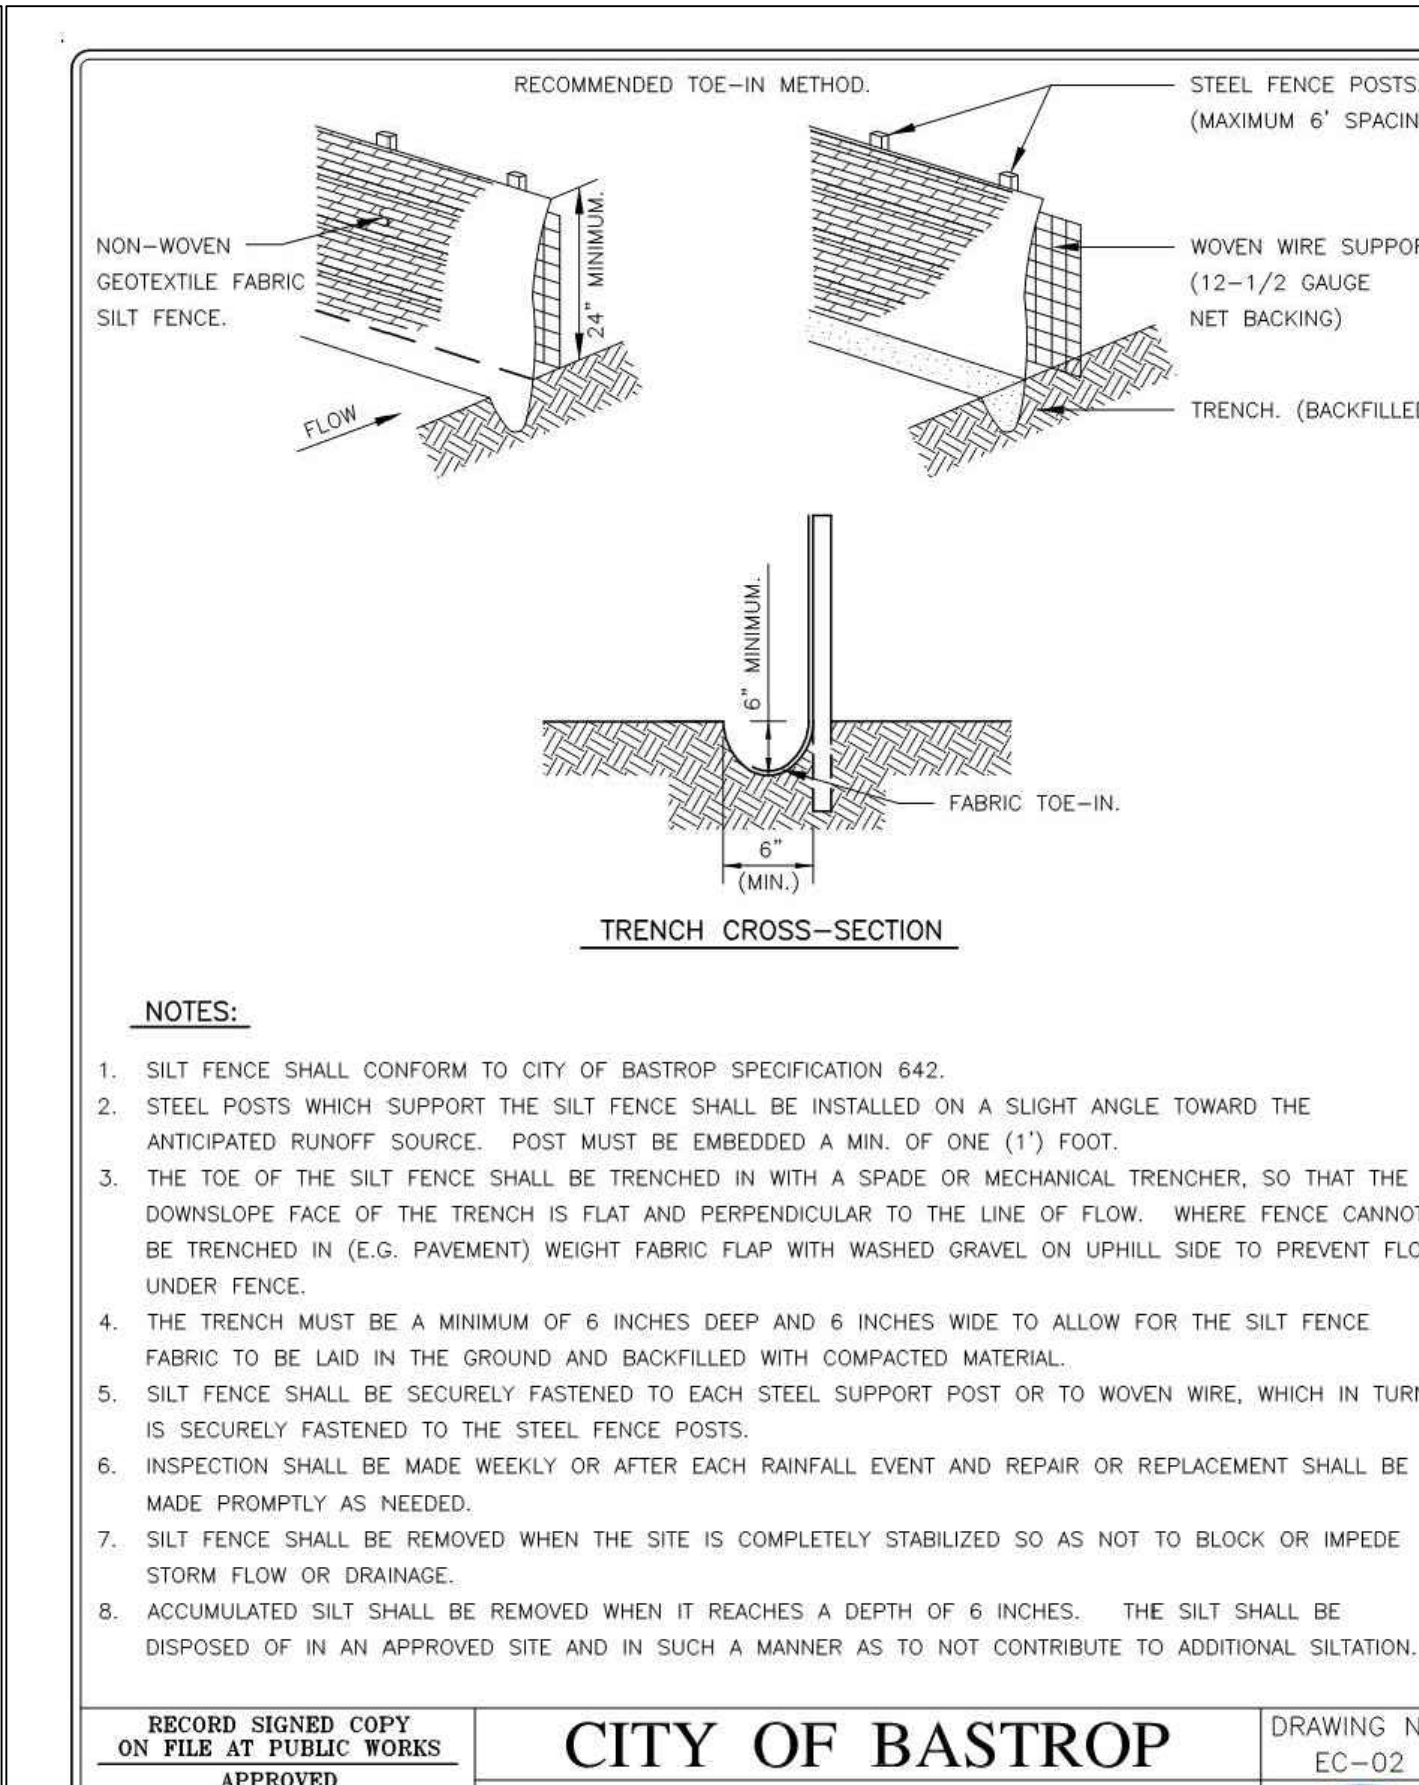 RECOMMENDED TOE-IN METHOD.
STEEL FENCE POSTS.
(MAXIMUM 6' SPACIN
NON-WOVEN
GEOTEXTILE FABRIC
SILT FENCE.
24" MINIMUM.
WOVEN WIRE SUPPOR
(12-1/2 GAUGE
NET BACKING)
FLOW
TRENCH. (BACKFILLED
6" MINIMUM.
FABRIC TOE-IN.
6"
(MIN.)
TRENCH CROSS-SECTION
NOTES:
1. SILT FENCE SHALL CONFORM TO CITY OF BASTROP SPECIFICATION 642.
2. STEEL POSTS WHICH SUPPORT THE SILT FENCE SHALL BE INSTALLED ON A SLIGHT ANGLE TOWARD THE
ANTICIPATED RUNOFF SOURCE. POST MUST BE EMBEDDED A MIN. OF ONE (1') FOOT.
3. THE TOE OF THE SILT FENCE SHALL BE TRENCHED IN WITH A SPADE OR MECHANICAL TRENCHER, SO THAT THE
DOWNSLOPE FACE OF THE TRENCH IS FLAT AND PERPENDICULAR TO THE LINE OF FLOW. WHERE FENCE CANNOT
BE TRENCHED IN (E.G. PAVEMENT) WEIGHT FABRIC FLAP WITH WASHED GRAVEL ON UPHILL SIDE TO PREVENT FLO
UNDER FENCE.
4. THE TRENCH MUST BE A MINIMUM OF 6 INCHES DEEP AND 6 INCHES WIDE TO ALLOW FOR THE SILT FENCE
FABRIC TO BE LAID IN THE GROUND AND BACKFILLED WITH COMPACTED MATERIAL.
5. SILT FENCE SHALL BE SECURELY FASTENED TO EACH STEEL SUPPORT POST OR TO WOVEN WIRE, WHICH IN TURN
IS SECURELY FASTENED TO THE STEEL FENCE POSTS.
6. INSPECTION SHALL BE MADE WEEKLY OR AFTER EACH RAINFALL EVENT AND REPAIR OR REPLACEMENT SHALL BE
MADE PROMPTLY AS NEEDED.
7. SILT FENCE SHALL BE REMOVED WHEN THE SITE IS COMPLETELY STABILIZED SO AS NOT TO BLOCK OR IMPEDE
STORM FLOW OR DRAINAGE.
8. ACCUMULATED SILT SHALL BE REMOVED WHEN IT REACHES A DEPTH OF 6 INCHES. THE SILT SHALL BE
DISPOSED OF IN AN APPROVED SITE AND IN SUCH A MANNER AS TO NOT CONTRIBUTE TO ADDITIONAL SILTATION.
RECORD SIGNED COPY
ON FILE AT PUBLIC WORKS
APPROVED
CITY OF BASTROP
DRAWING N
EC-02